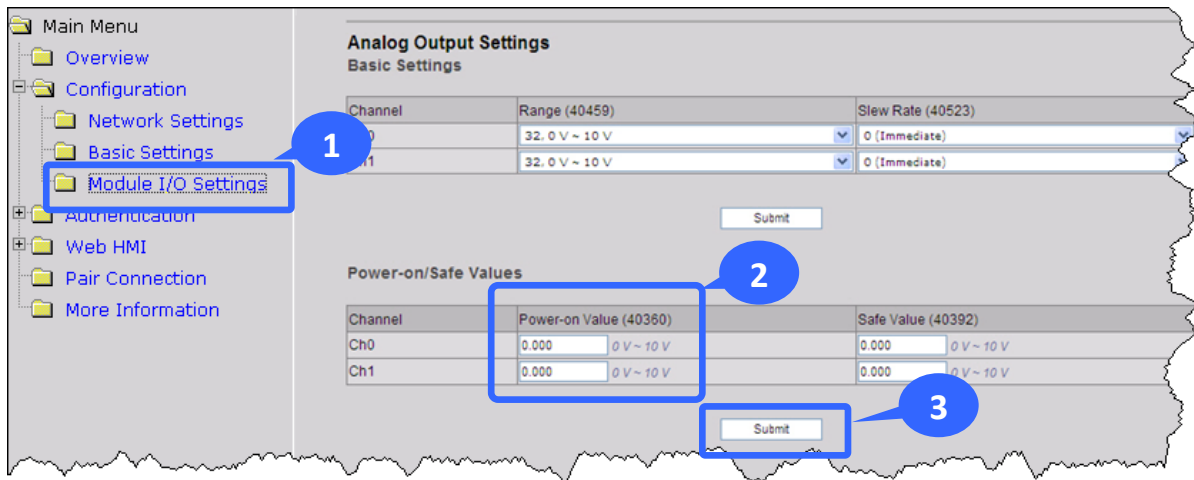 Main Menu
Overview
Configuration
Network Settings
Basic Settings
Module I/O Settings
Authentication
Web HMI
Pair Connection
More Information
1
Analog Output Settings
Basic Settings
Channel Range (40459) Slew Rate (40523)
32, 0 V ~ 10 V 0 (Immediate)
32, 0 V ~ 10 V 0 (Immediate)
Submit
Power-on/Safe Values
2
Channel Power-on Value (40360) Safe Value (40392)
Ch0 0.000 0 V ~ 10 V 0.000 0 V ~ 10 V
Ch1 0.000 0 V ~ 10 V 0.000 0 V ~ 10 V
Submit
3